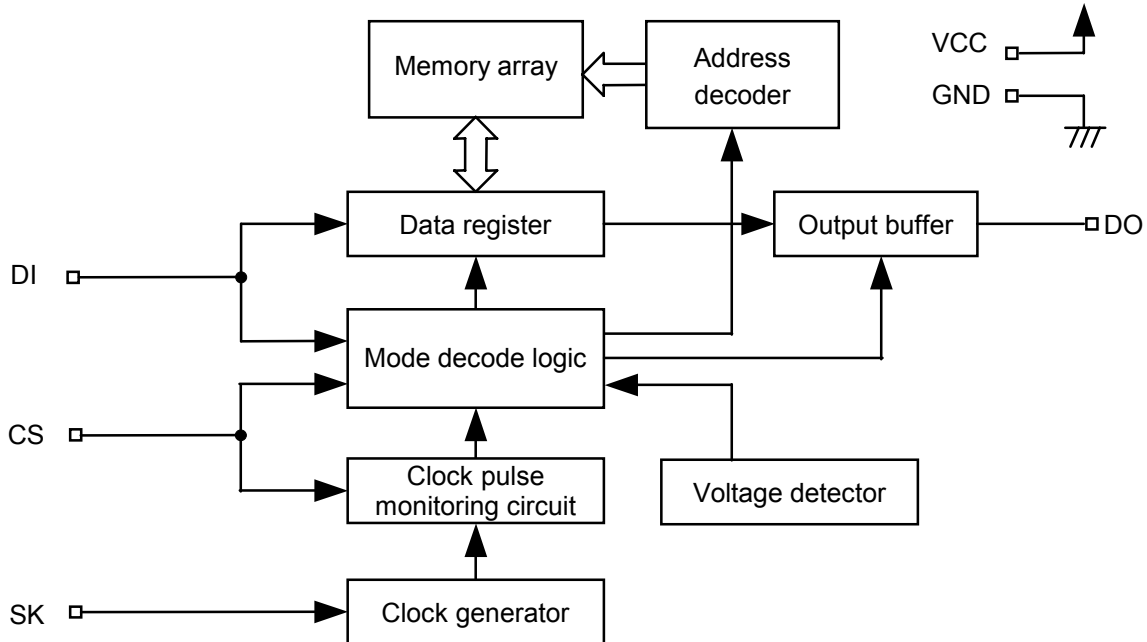 Memory array
Address
decoder
VCC
GND
Data register
Output buffer
DO
DI
Mode decode logic
CS
Clock pulse
monitoring circuit
Voltage detector
SK
Clock generator